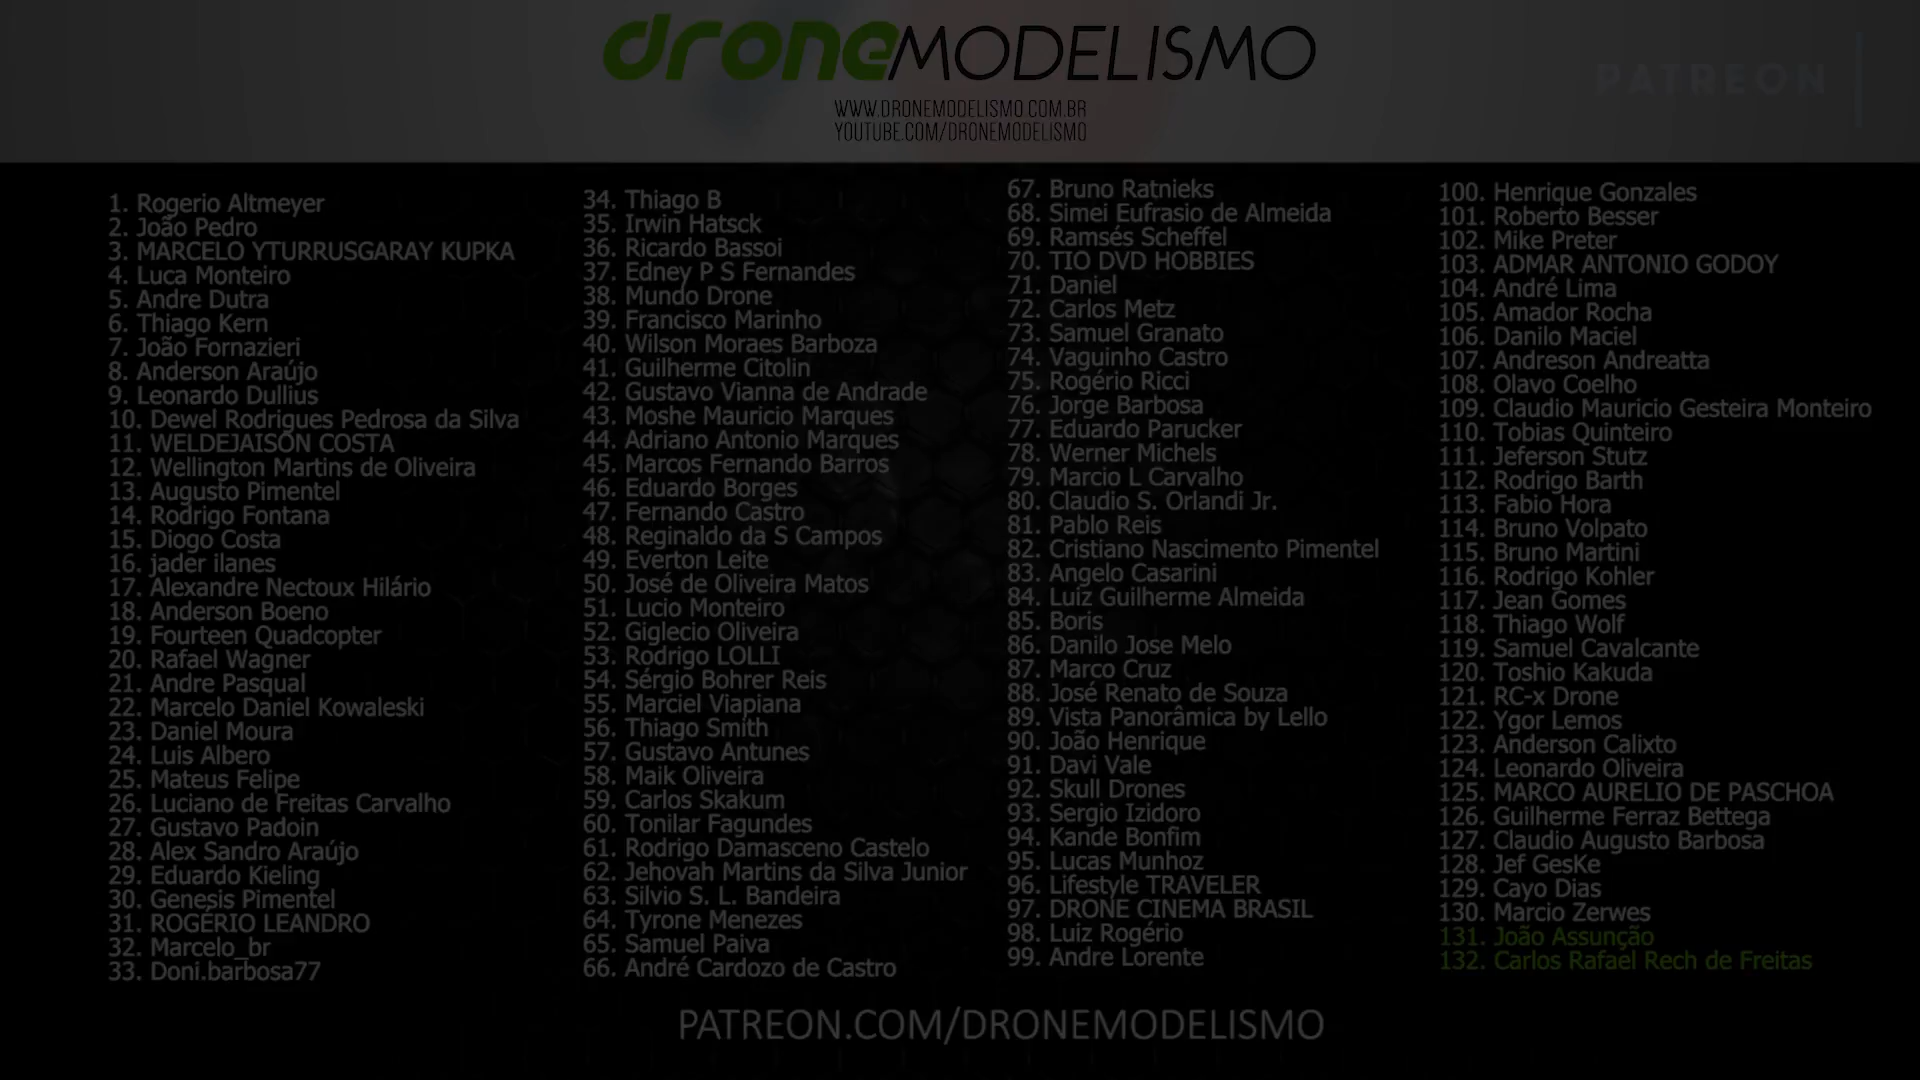 droneMODELISMO
PATREON
WWW.DRONEMODELISMO.COM.BR
YOUTUBE.COM/DRONEMODELISMO
1. Rogerio Altmeyer
2. João Pedro
3. MARCELO YTURRUSGARAY KUPKA
4. Luca Monteiro
5. Andre Dutra
6. Thiago Kern
7. João Fornazieri
8. Anderson Araújo
9. Leonardo Dullius
10. Dewel Rodrigues Pedrosa da Silva
11. WELDEJAISON COSTA
12. Wellington Martins de Oliveira
13. Augusto Pimentel
14. Rodrigo Fontana
15. Diogo Costa
16. jader ilanes
17. Alexandre Nectoux Hilário
18. Anderson Boeno
19. Fourteen Quadcopter
20. Rafael Wagner
21. Andre Pasqual
22. Marcelo Daniel Kowaleski
23. Daniel Moura
24. Luis Albero
25. Mateus Felipe
26. Luciano de Freitas Carvalho
27. Gustavo Padoin
28. Alex Sandro Araújo
29. Eduardo Kieling
30. Genesis Pimentel
31. ROGÉRIO LEANDRO
32. Marcelo_br
33. Doni.barbosa77
34. Thiago B
35. Irwin Hatsck
36. Ricardo Bassoi
37. Edney P S Fernandes
38. Mundo Drone
39. Francisco Marinho
40. Wilson Moraes Barboza
41. Guilherme Citolin
42. Gustavo Vianna de Andrade
43. Moshe Mauricio Marques
44. Adriano Antonio Marques
45. Marcos Fernando Barros
46. Eduardo Borges
47. Fernando Castro
48. Reginaldo da S Campos
49. Everton Leite
50. José de Oliveira Matos
51. Lucio Monteiro
52. Giglecio Oliveira
53. Rodrigo LOLLI
54. Sérgio Bohrer Reis
55. Marciel Viapiana
56. Thiago Smith
57. Gustavo Antunes
58. Maik Oliveira
59. Carlos Skakum
60. Tonilar Fagundes
61. Rodrigo Damasceno Castelo
62. Jehovah Martins da Silva Junior
63. Silvio S. L. Bandeira
64. Tyrone Menezes
65. Samuel Paiva
66. André Cardozo de Castro
67. Bruno Ratnieks
68. Simei Eufrasio de Almeida
69. Ramsés Scheffel
70. TIO DVD HOBBIES
71. Daniel
72. Carlos Metz
73. Samuel Granato
74. Vaguinho Castro
75. Rogério Ricci
76. Jorge Barbosa
77. Eduardo Parucker
78. Werner Michels
79. Marcio L Carvalho
80. Claudio S. Orlandi Jr.
81. Pablo Reis
82. Cristiano Nascimento Pimentel
83. Angelo Casarini
84. Luiz Guilherme Almeida
85. Boris
86. Danilo Jose Melo
87. Marco Cruz
88. José Renato de Souza
89. Vista Panorâmica by Lello
90. João Henrique
91. Davi Vale
92. Skull Drones
93. Sergio Izidoro
94. Kande Bonfim
95. Lucas Munhoz
96. Lifestyle TRAVELER
97. DRONE CINEMA BRASIL
98. Luiz Rogério
99. Andre Lorente
100. Henrique Gonzales
101. Roberto Besser
102. Mike Preter
103. ADMAR ANTONIO GODOY
104. André Lima
105. Amador Rocha
106. Danilo Maciel
107. Andreson Andreatta
108. Olavo Coelho
109. Claudio Mauricio Gesteira Monteiro
110. Tobias Quinteiro
111. Jeferson Stutz
112. Rodrigo Barth
113. Fabio Hora
114. Bruno Volpato
115. Bruno Martini
116. Rodrigo Kohler
117. Jean Gomes
118. Thiago Wolf
119. Samuel Cavalcante
120. Toshio Kakuda
121. RC-x Drone
122. Ygor Lemos
123. Anderson Calixto
124. Leonardo Oliveira
125. MARCO AURELIO DE PASCHOA
126. Guilherme Ferraz Bettega
127. Claudio Augusto Barbosa
128. Jef GesKe
129. Cayo Dias
130. Marcio Zerwes
131. João Assunção
132. Carlos Rafael Rech de Freitas
PATREON.COM/DRONEMODELISMO